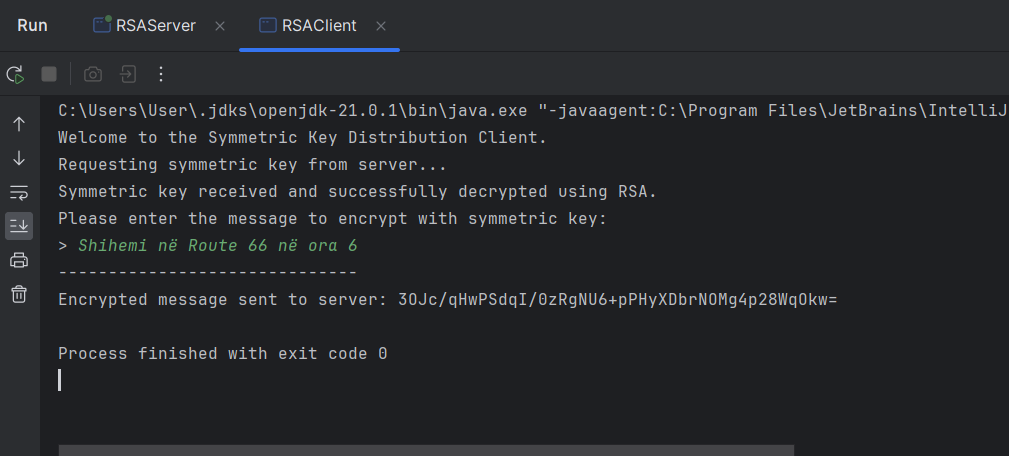 Run RSAServer RSAClient
C:\Users\User\.jdks\openjdk-21.0.1\bin\java.exe "-javaagent:C:\Program Files\JetBrains\IntelliJ
Welcome to the Symmetric Key Distribution Client.
Requesting symmetric key from server...
Symmetric key received and successfully decrypted using RSA.
Please enter the message to encrypt with symmetric key:
> Shihemi në Route 66 në ora 6
------------------------------
Encrypted message sent to server: 3OJc/qHwPSdqI/0zRgNU6+pPHyXDbrNOMg4p28WqOkw=
Process finished with exit code 0